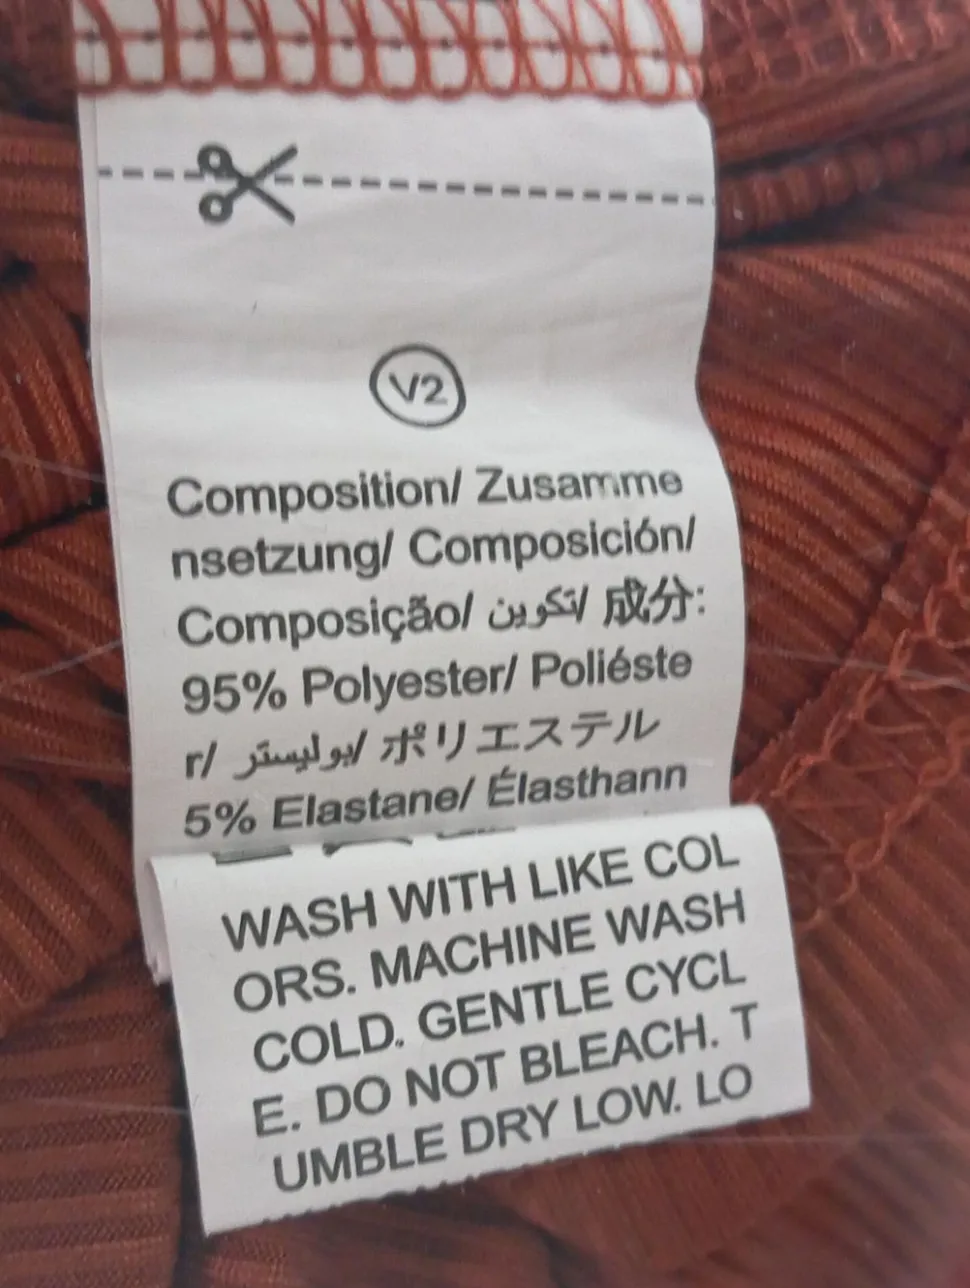 V2
Composition/ Zusamme
nsetzung/ Composición/
Composição/ تكوين/ 成分:
95% Polyester/ Poliéste
r/ بوليستر/ ポリエステル
5% Elastane/ Élasthann
WASH WITH LIKE COL
ORS. MACHINE WASH
COLD. GENTLE CYCL
E. DO NOT BLEACH. T
UMBLE DRY LOW. LO